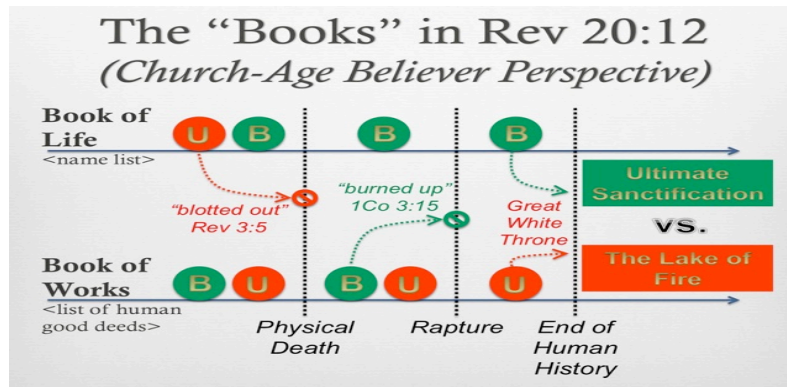 The “Books” in Rev 20:12
(Church-Age Believer Perspective)
Book of
Life
<name list>
U
B
B
B
“blotted out”
Rev 3:5
“burned up”
1Co 3:15
Great
White
Throne
Ultimate
Sanctification
vs.
The Lake of
Fire
Book of
Works
<list of human
good deeds>
B
U
B
U
U
Physical
Death
Rapture
End of
Human
History